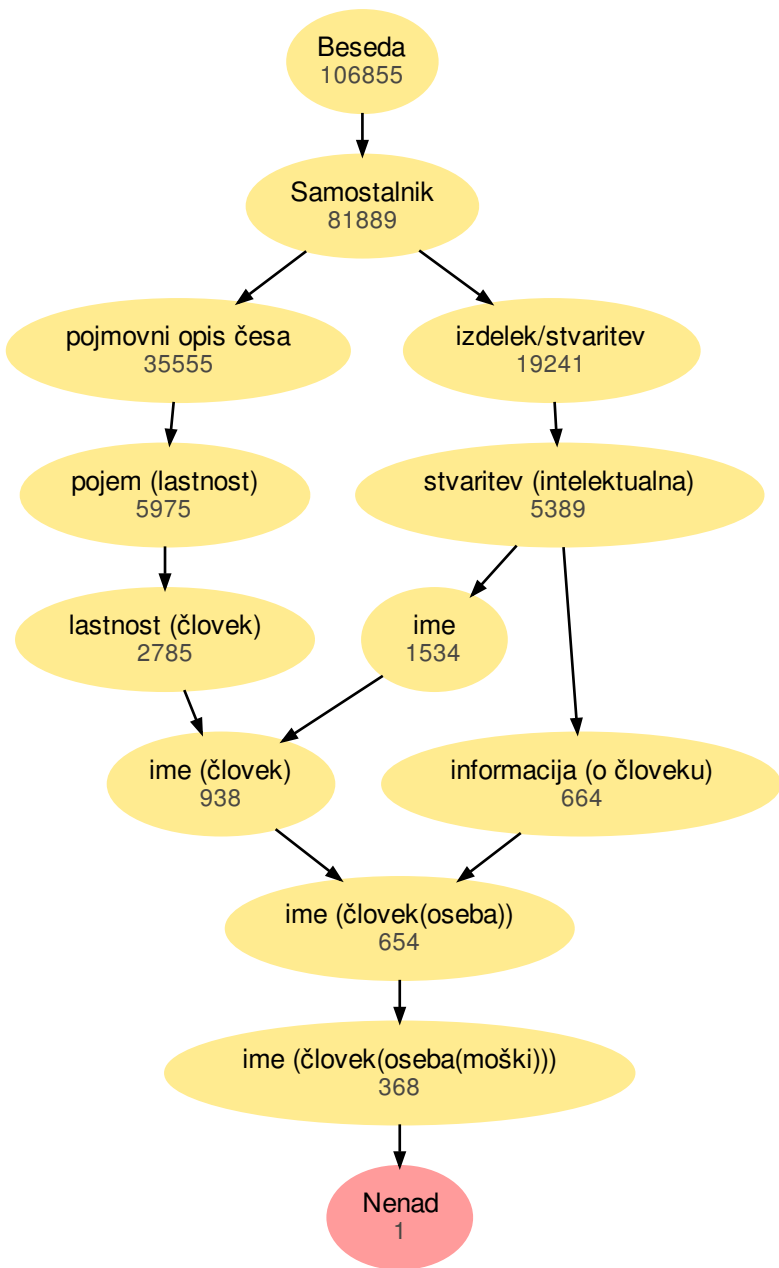 Beseda
106855
Samostalnik
81889
pojmovni opis česa
35555
izdelek/stvaritev
19241
pojem (lastnost)
5975
stvaritev (intelektualna)
5389
lastnost (človek)
2785
ime
1534
ime (človek)
938
informacija (o človeku)
664
ime (človek(oseba))
654
ime (človek(oseba(moški)))
368
Nenad
1